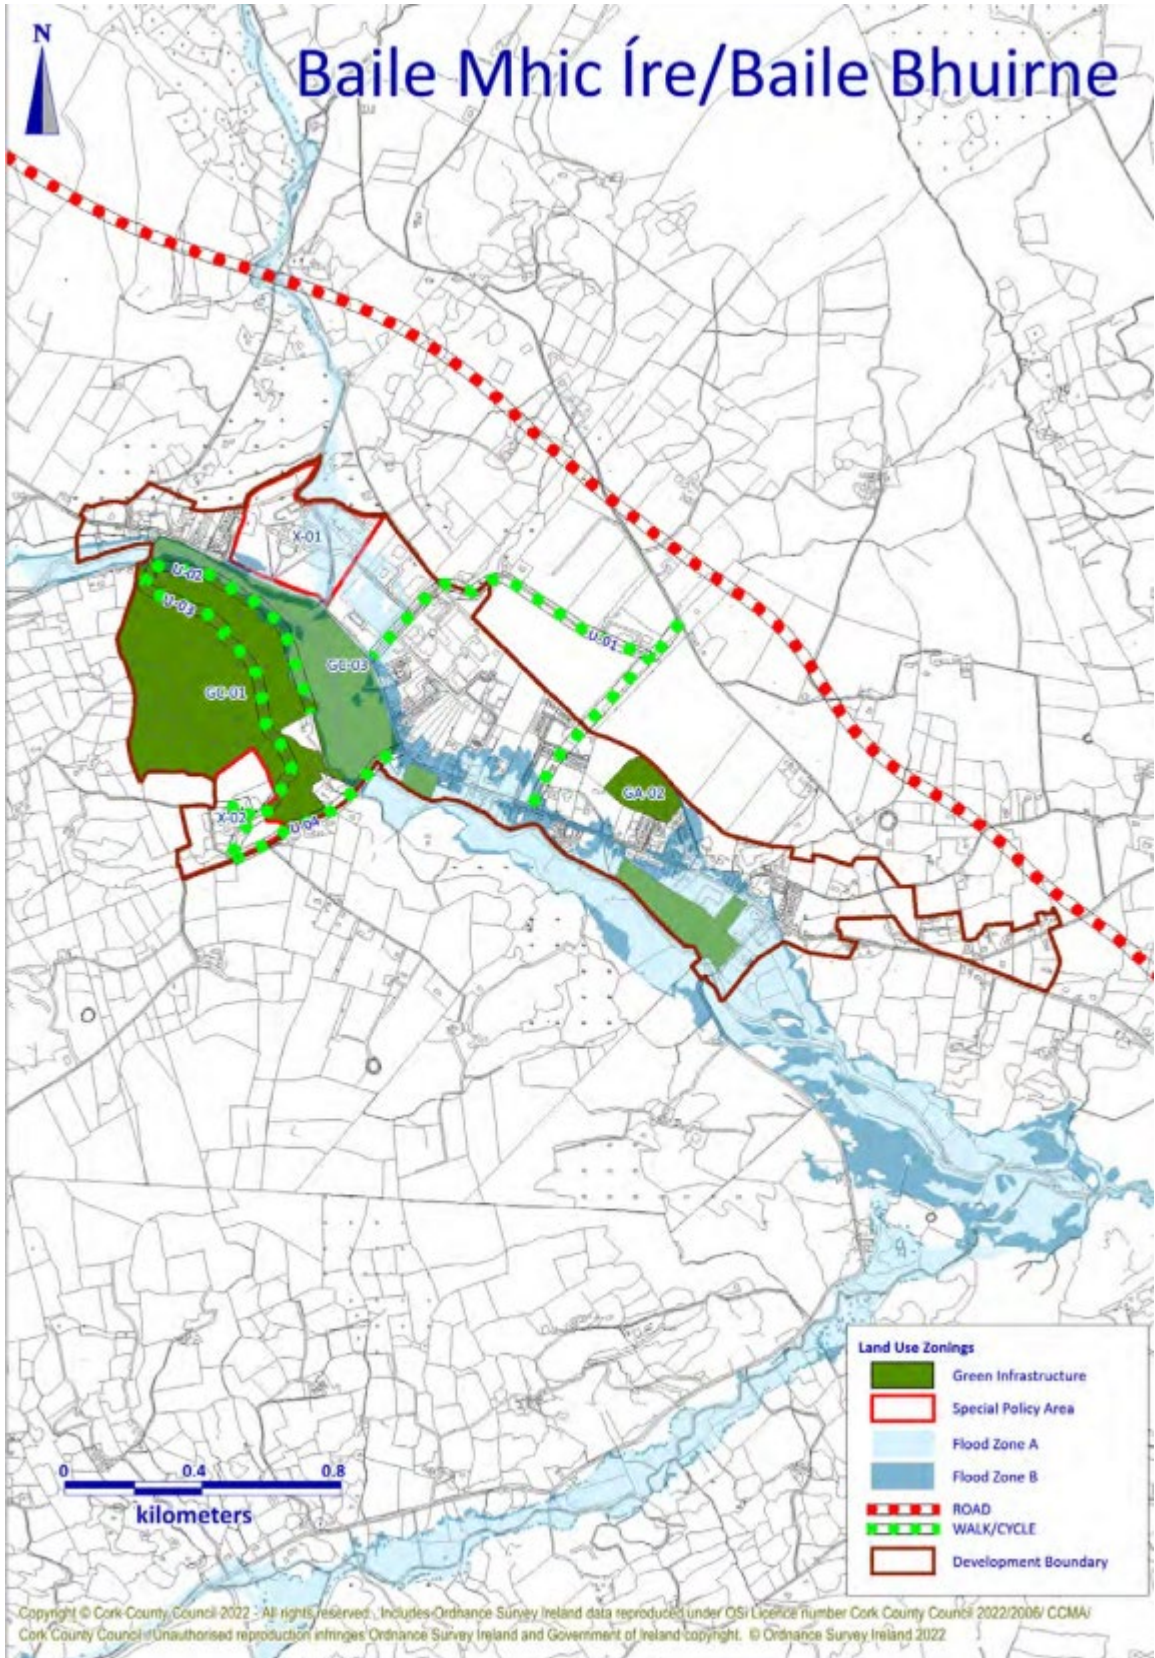 N
Baile Mhic Íre/Baile Bhuirne
X-01
U-02
U-03
U-01
GC-03
GC-01
GA-02
X-02
U-04
Land Use Zonings
Green Infrastructure
Special Policy Area
Flood Zone A
Flood Zone B
ROAD
WALK/CYCLE
Development Boundary
0 0.4 0.8
kilometers
Copyright © Cork County Council 2022 - All rights reserved. Includes Ordnance Survey Ireland data reproduced under OSi Licence number Cork County Council 2022/2006/ CCMA/
Cork County Council. Unauthorised reproduction infringes Ordnance Survey Ireland and Government of Ireland copyright. © Ordnance Survey Ireland 2022